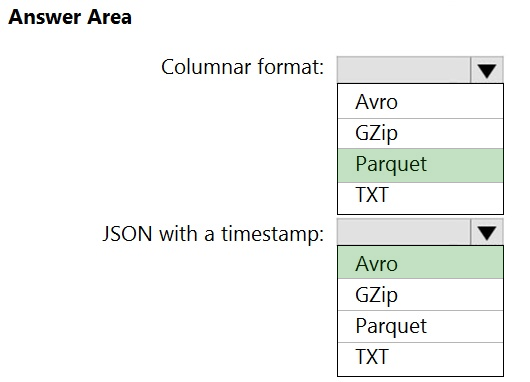 Answer Area
Columnar format:
Avro
GZip
Parquet
TXT
JSON with a timestamp:
Avro
GZip
Parquet
TXT